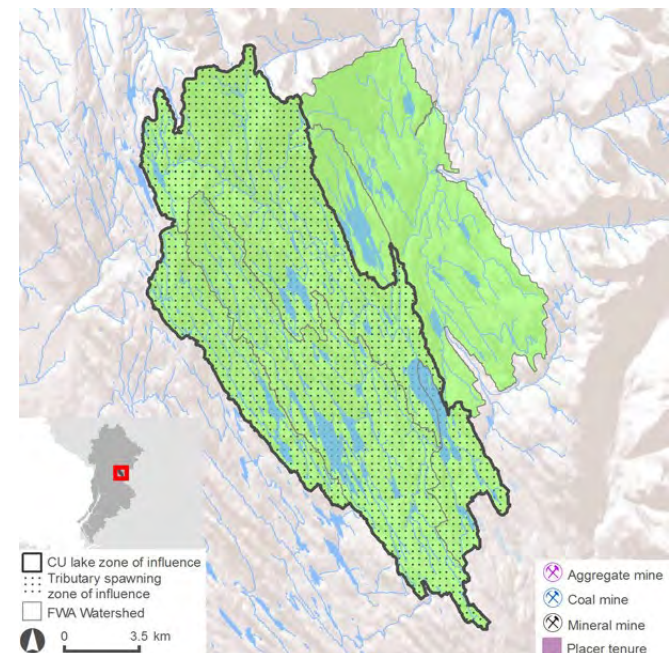 CU lake zone of influence
Tributary spawning
zone of influence
FWA Watershed
0 3.5 km
Aggregate mine
Coal mine
Mineral mine
Placer tenure